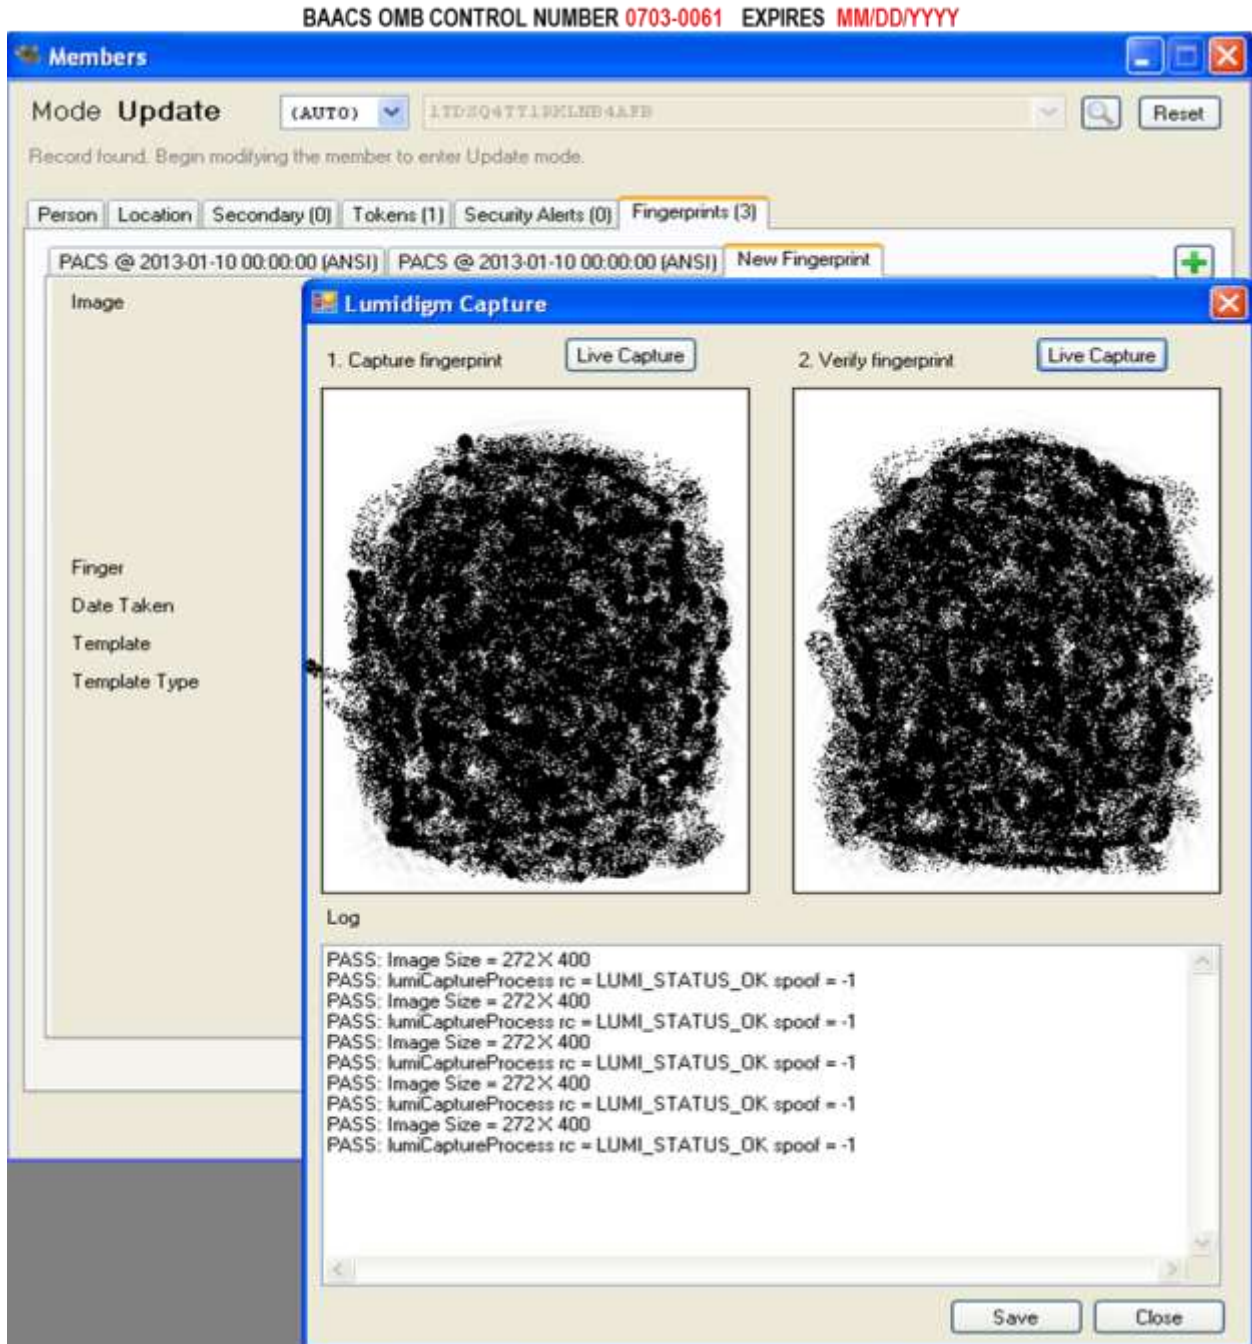 BAACS OMB CONTROL NUMBER 0703-0061 EXPIRES MM/DD/YYYY
Members
Mode Update (AUTO) Reset
Record found. Begin modifying the member to enter Update mode.
Person Location Secondary (0) Tokens (1) Security Alerts (0) Fingerprints (3)
PACS @ 2013-01-10 00:00:00 (ANSI) PACS @ 2013-01-10 00:00:00 (ANSI) New Fingerprint
Image
Lumidigm Capture
1. Capture fingerprint Live Capture 2. Verify fingerprint Live Capture
Finger
Date Taken
Template
Template Type
Log
PASS: Image Size = 272 X 400
PASS: lumiCaptureProcess rc = LUMI_STATUS_OK spoof = -1
PASS: Image Size = 272 X 400
PASS: lumiCaptureProcess rc = LUMI_STATUS_OK spoof = -1
PASS: Image Size = 272 X 400
PASS: lumiCaptureProcess rc = LUMI_STATUS_OK spoof = -1
PASS: Image Size = 272 X 400
PASS: lumiCaptureProcess rc = LUMI_STATUS_OK spoof = -1
PASS: Image Size = 272 X 400
PASS: lumiCaptureProcess rc = LUMI_STATUS_OK spoof = -1
Save Close